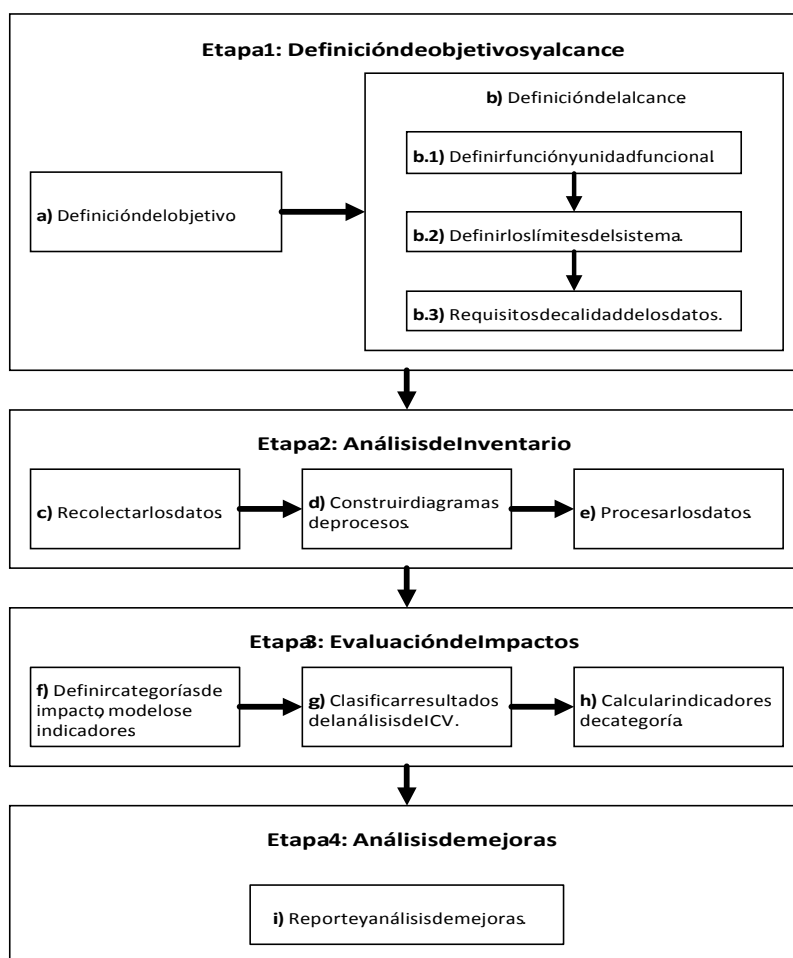 Etapa1: Definicióndeobjetivosyalcance
b) Definicióndelalcance
b.1) Definirfunciónyunidadfuncional.
a) Definicióndelobjetivo
b.2) Definirloslímitesdelsistema.
b.3) Requisitosdecalidaddelosdatos.
Etapa2: AnálisisdeInventario
c) Recolectarlosdatos.
d) Construirdiagramas
deprocesos.
e) Procesarlosdatos.
Etapa3: EvaluacióndeImpactos
f) Definircategoríasde
impacto, modelose
indicadores
g) Clasificarresultados
delanálisisdeICV.
h) Calcularindicadores
decategoría.
Etapa4: Análisisdemejoras
i) Reporteyanálisisdemejoras.